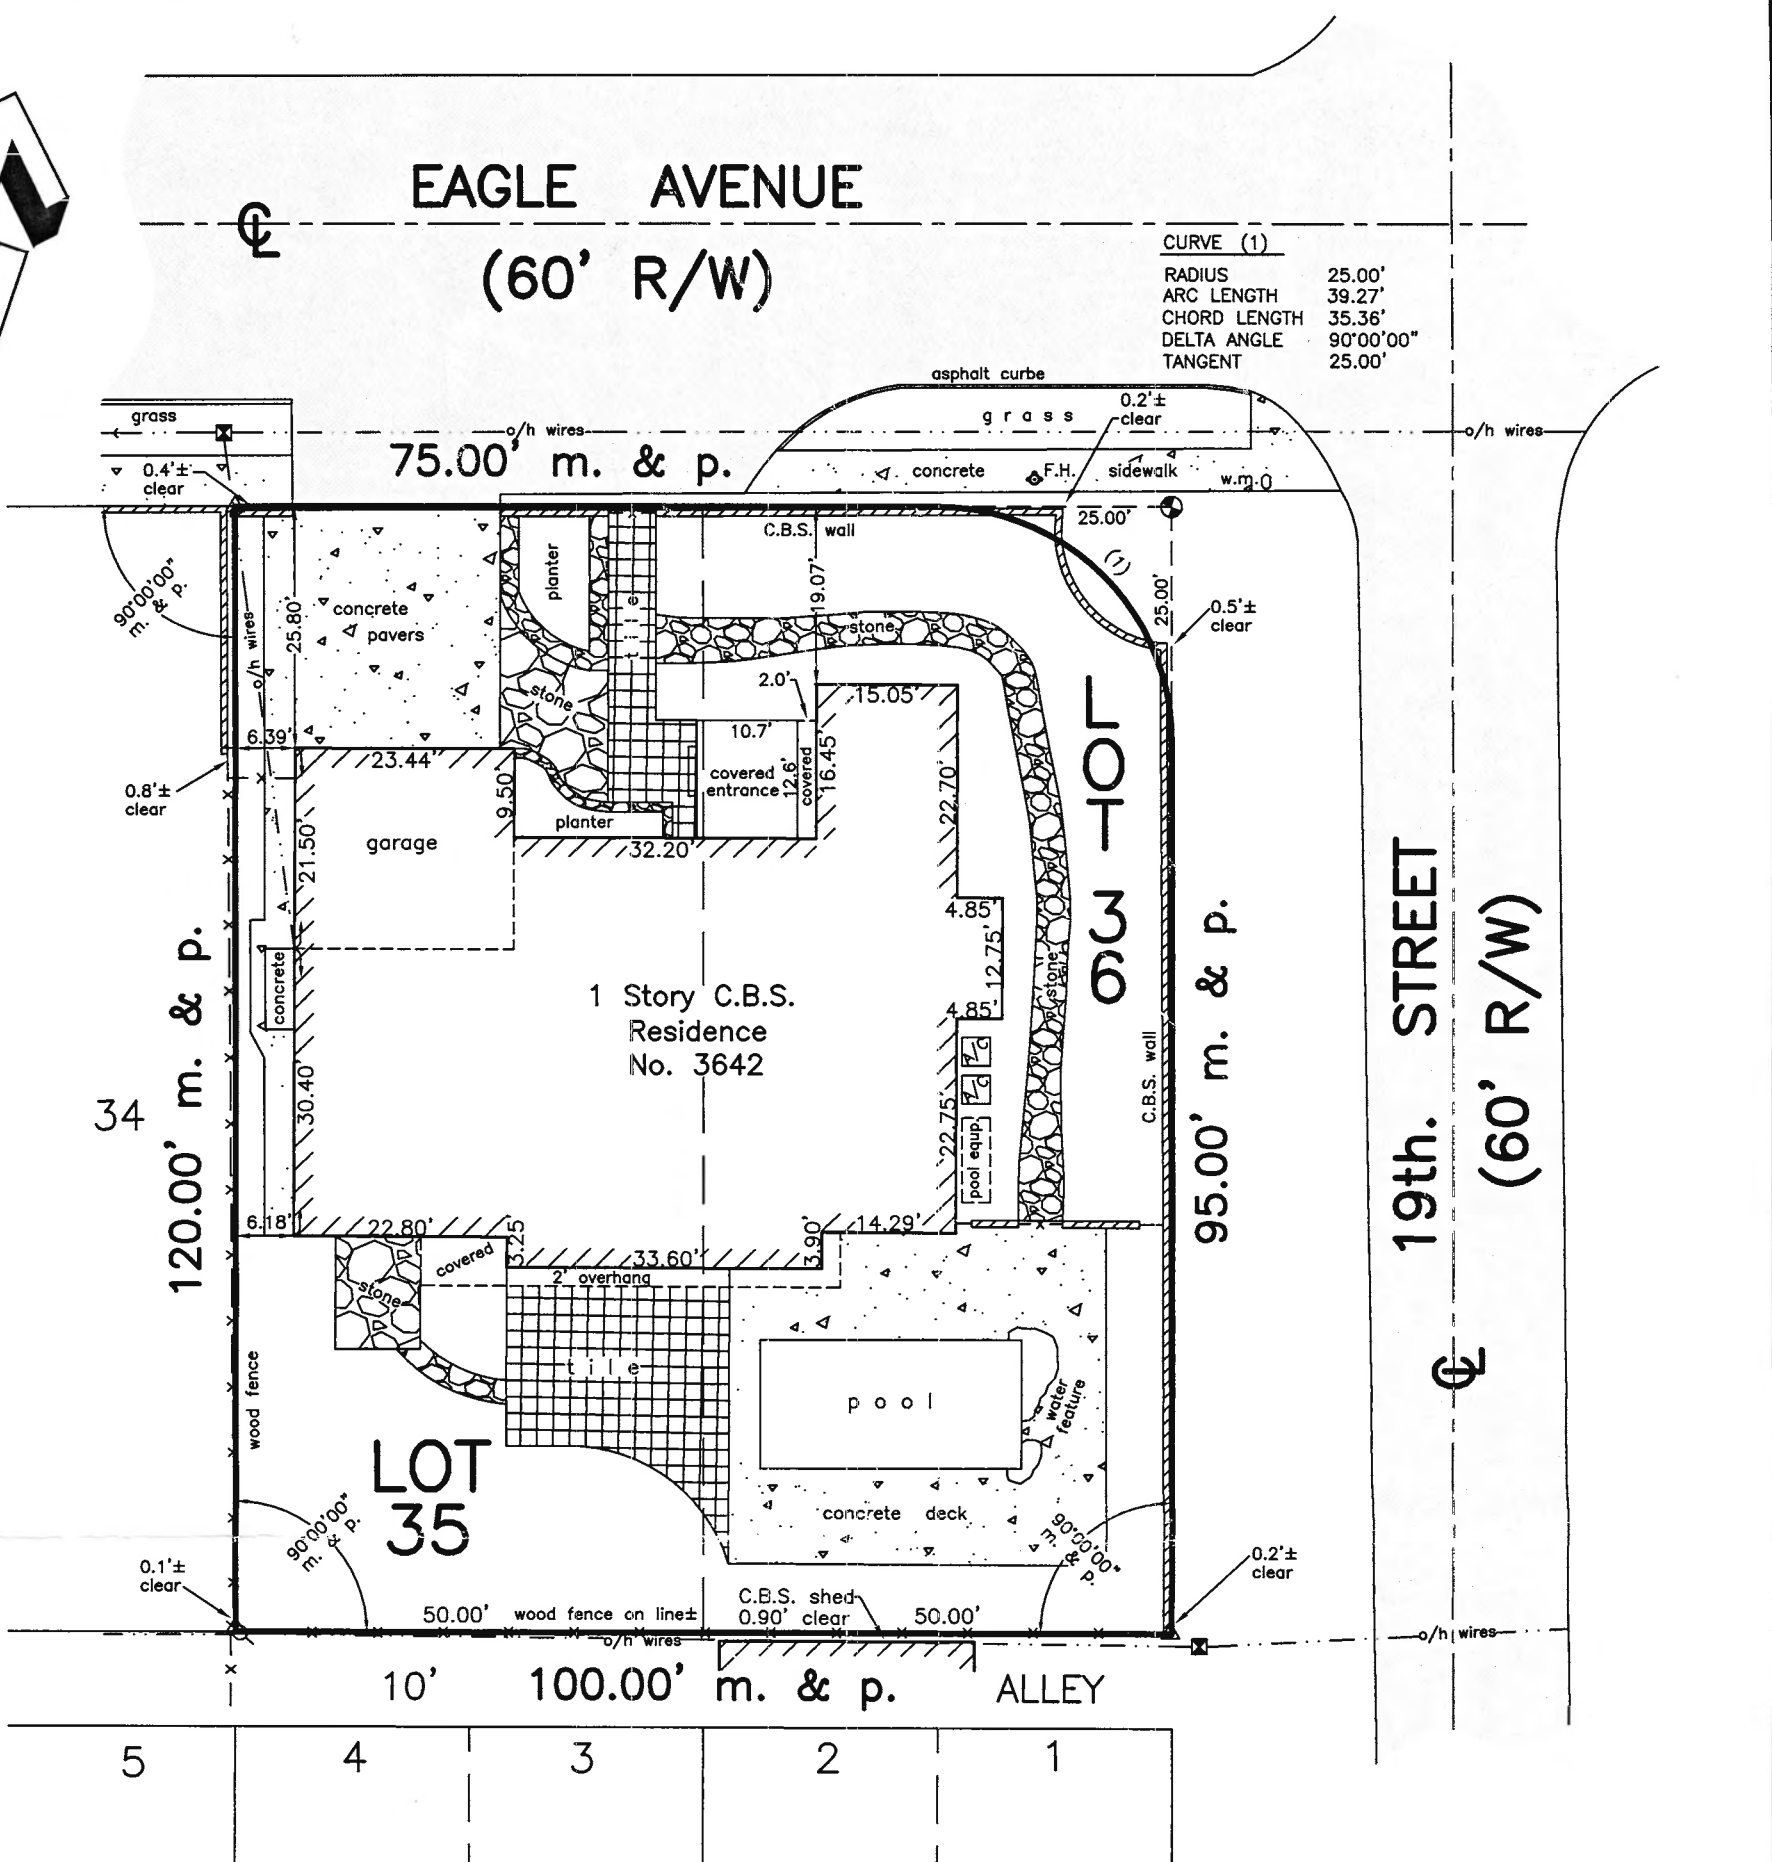 EAGLE AVENUE
(60' R/W)
CURVE (1)
RADIUS 25.00'
ARC LENGTH 39.27'
CHORD LENGTH 35.36'
DELTA ANGLE 90°00'00"
TANGENT 25.00'
asphalt curbe
grass
0.2'±
clear
grass
o/h wires
o/h wires
75.00' m. & p.
0.4'±
clear
concrete
F.H.
sidewalk
w.m.
25.00'
C.B.S. wall
(1)
25.00'
0.5'±
clear
90°00'00"
m. & p.
o/h wires
25.80'
concrete
pavers
planter
tile
19.07'
stone
stone
2.0'
15.05'
LOT 36
6.39'
23.44'
9.50'
10.7'
covered
entrance
12.6'
covered
16.45'
22.70'
0.8'±
clear
planter
32.20'
garage
21.50'
4.85'
12.75'
4.85'
stone
120.00' m. & p.
concrete
1 Story C.B.S.
Residence
No. 3642
95.00' m. & p.
19th. STREET
(60' R/W)
C.B.S. wall
34
30.40'
22.75'
pool equp.
6.18'
22.80'
3.25
33.60'
3.90'
14.29'
stone
covered
2' overhang
tile
pool
water
feature
wood fence
LOT
35
concrete deck
90°00'00"
m. & p.
90°00'00"
m. & p.
0.1'±
clear
0.2'±
clear
50.00'
wood fence on line±
C.B.S. shed
0.90' clear
50.00'
o/h wires
o/h wires
10'
100.00' m. & p.
ALLEY
5 4 3 2 1